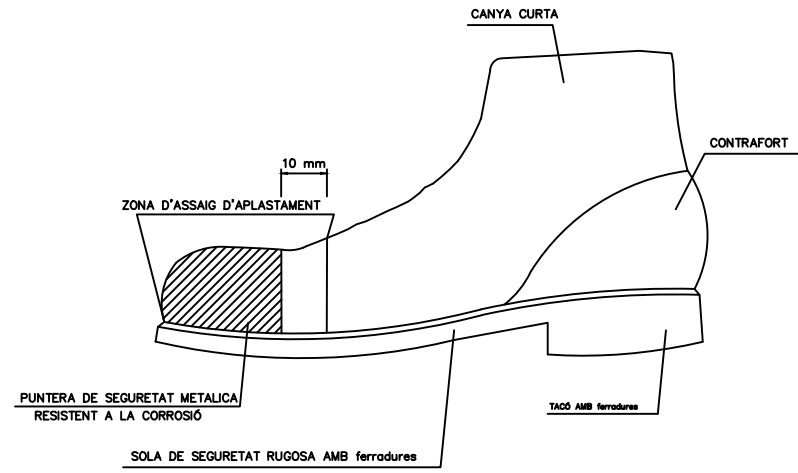 CANYA CURTA
CONTRAFORT
10 mm
ZONA D'ASSAIG D'APLASTAMENT
PUNTERA DE SEGURETAT METALICA
RESISTENT A LA CORROSIÓ
TACÓ AMB ferradures
SOLA DE SEGURETAT RUGOSA AMB ferradures